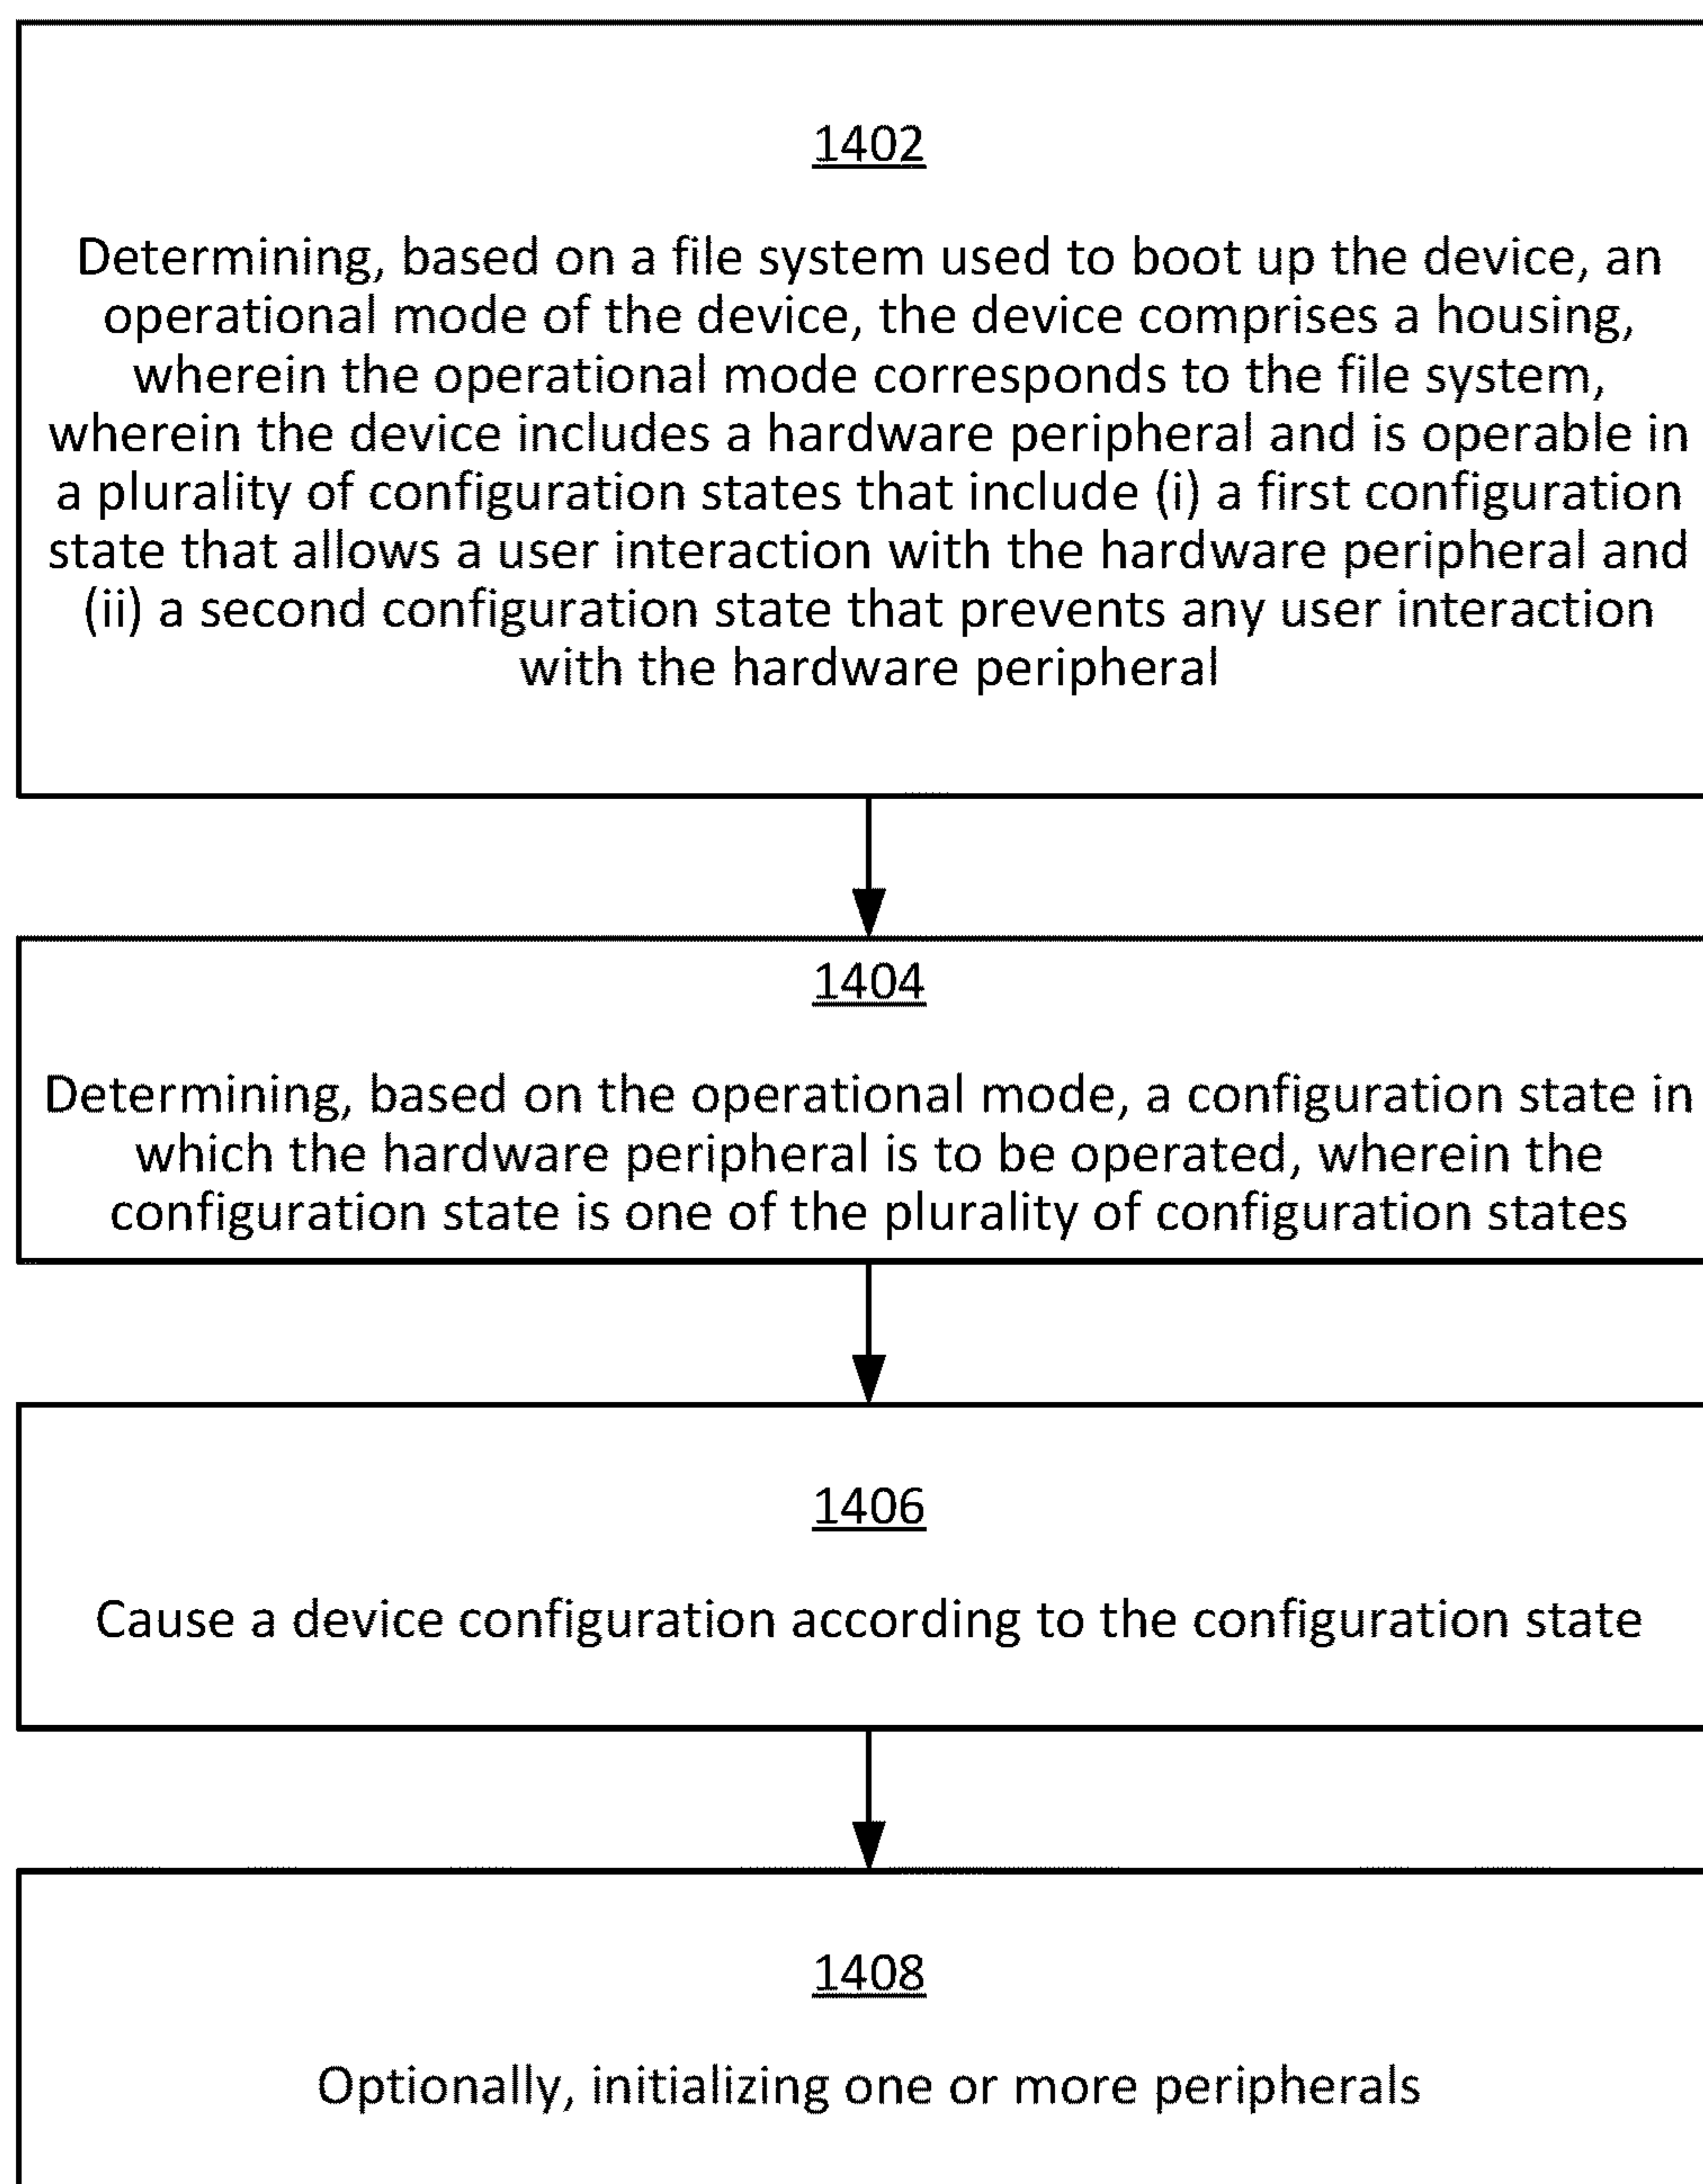 1402
Determining, based on a file system used to boot up the device, an
operational mode of the device, the device comprises a housing,
wherein the operational mode corresponds to the file system,
wherein the device includes a hardware peripheral and is operable in
a plurality of configuration states that include (i) a first configuration
state that allows a user interaction with the hardware peripheral and
(ii) a second configuration state that prevents any user interaction
with the hardware peripheral
1404
Determining, based on the operational mode, a configuration state in
which the hardware peripheral is to be operated, wherein the
configuration state is one of the plurality of configuration states
1406
Cause a device configuration according to the configuration state
1408
Optionally, initializing one or more peripherals